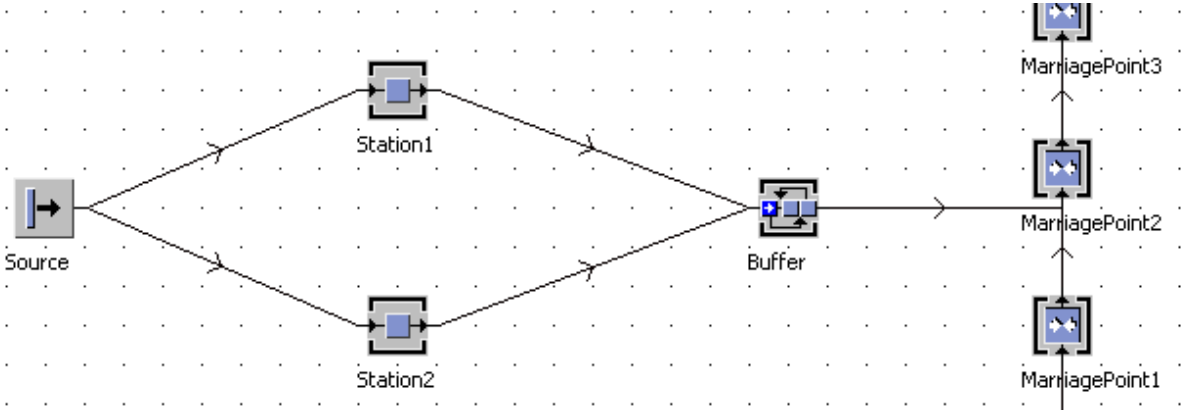 MarriagePoint3
Station1
MarriagePoint2
Source
Buffer
Station2
MarriagePoint1